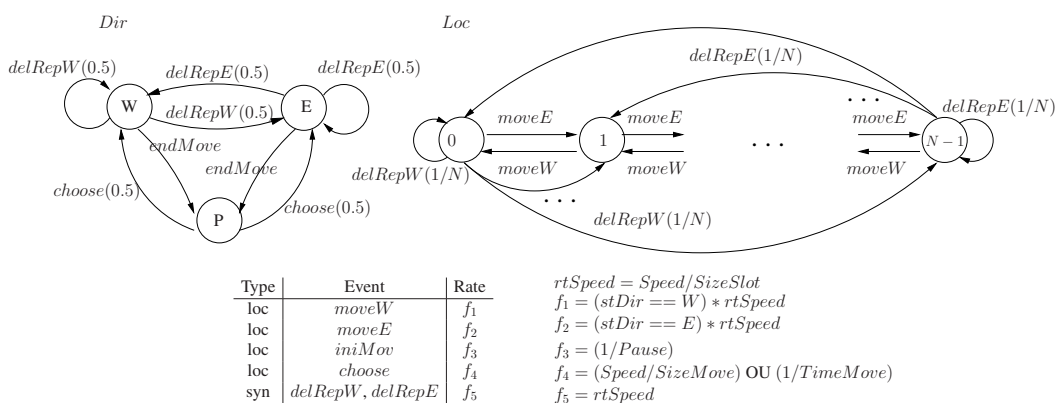 Dir Loc
delRepW(0.5) delRepE(0.5) delRepE(0.5) delRepE(1/N)
delRepE(1/N)
W E
delRepW(0.5)
moveE moveE . . . moveE delRepE(1/N)
0 1 . . . N − 1
moveW moveW moveW
endMove
endMove
delRepW(1/N)
choose(0.5) choose(0.5)
. . .
P
delRepW(1/N)
Type Event Rate
loc moveW f1
loc moveE f2
loc iniMov f3
loc choose f4
syn delRepW, delRepE f5
rtSpeed = Speed/SizeSlot
f1 = (stDir == W) ∗ rtSpeed
f2 = (stDir == E) ∗ rtSpeed
f3 = (1/Pause)
f4 = (Speed/SizeMove) OU (1/TimeMove)
f5 = rtSpeed